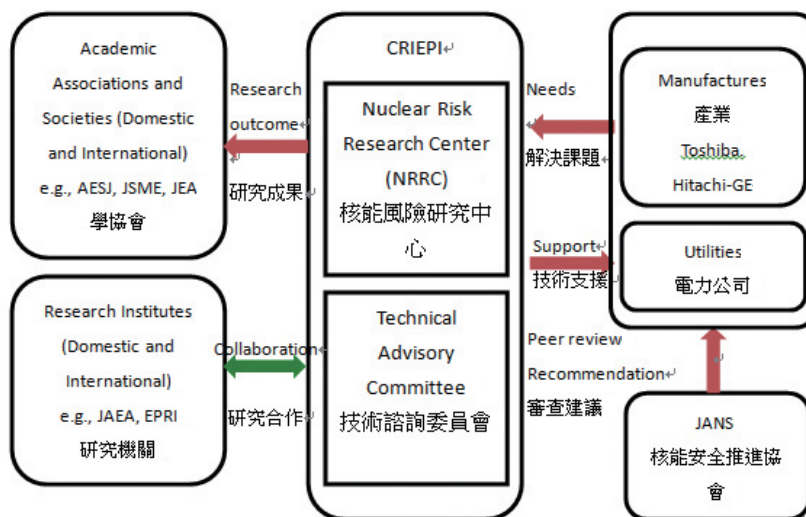 Academic
Associations and
Societies (Domestic
and International)
e.g., AESJ, JSME, JEA
學協會
Research
outcome
研究成果
CRIEPI
Nuclear Risk
Research Center
(NRRC)
核能風險研究中
心
Needs
解決課題
Manufactures
產業
Toshiba,
Hitachi-GE
Support
技術支援
Utilities
電力公司
Research Institutes
(Domestic and
International)
e.g., JAEA, EPRI
研究機關
Collaboration
研究合作
Technical
Advisory
Committee
技術諮詢委員會
Peer review
Recommendation
審查建議
JANS
核能安全推進協
會